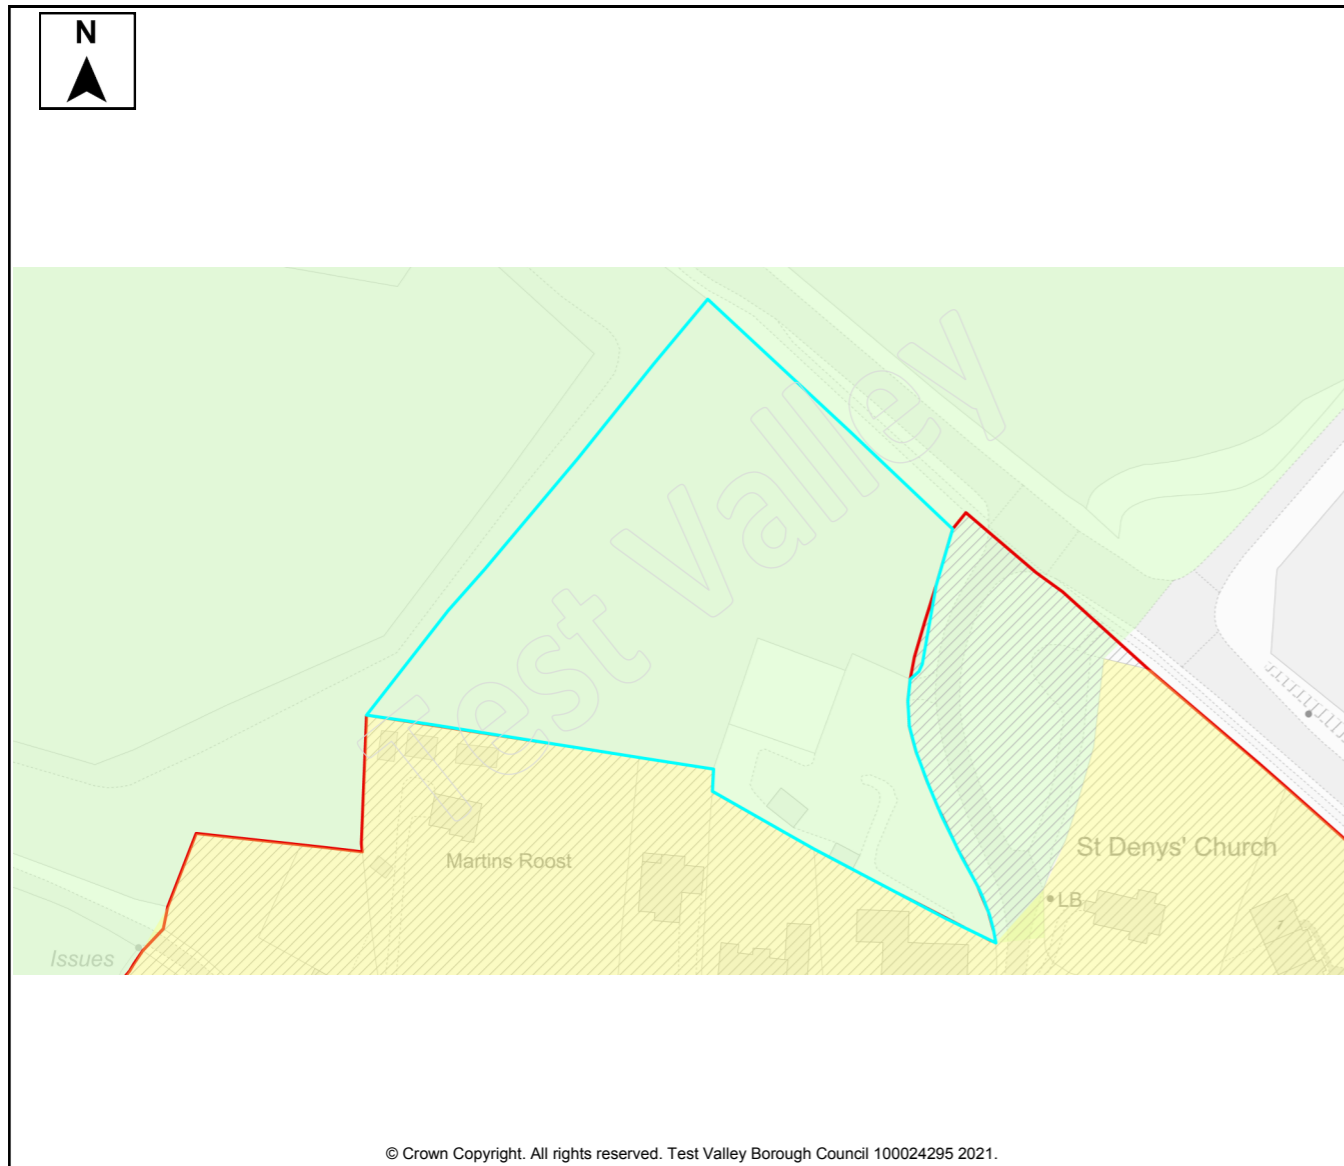 N
Test Valley
Martins Roost
St Denys' Church
LB
7
Issues
© Crown Copyright. All rights reserved. Test Valley Borough Council 100024295 2021.